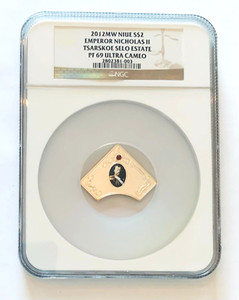 2012MW NIUE S$2
EMPEROR NICHOLAS II
TSARSKOE SELO ESTATE
PF 69 ULTRA CAMEO
2802381-003
NGC